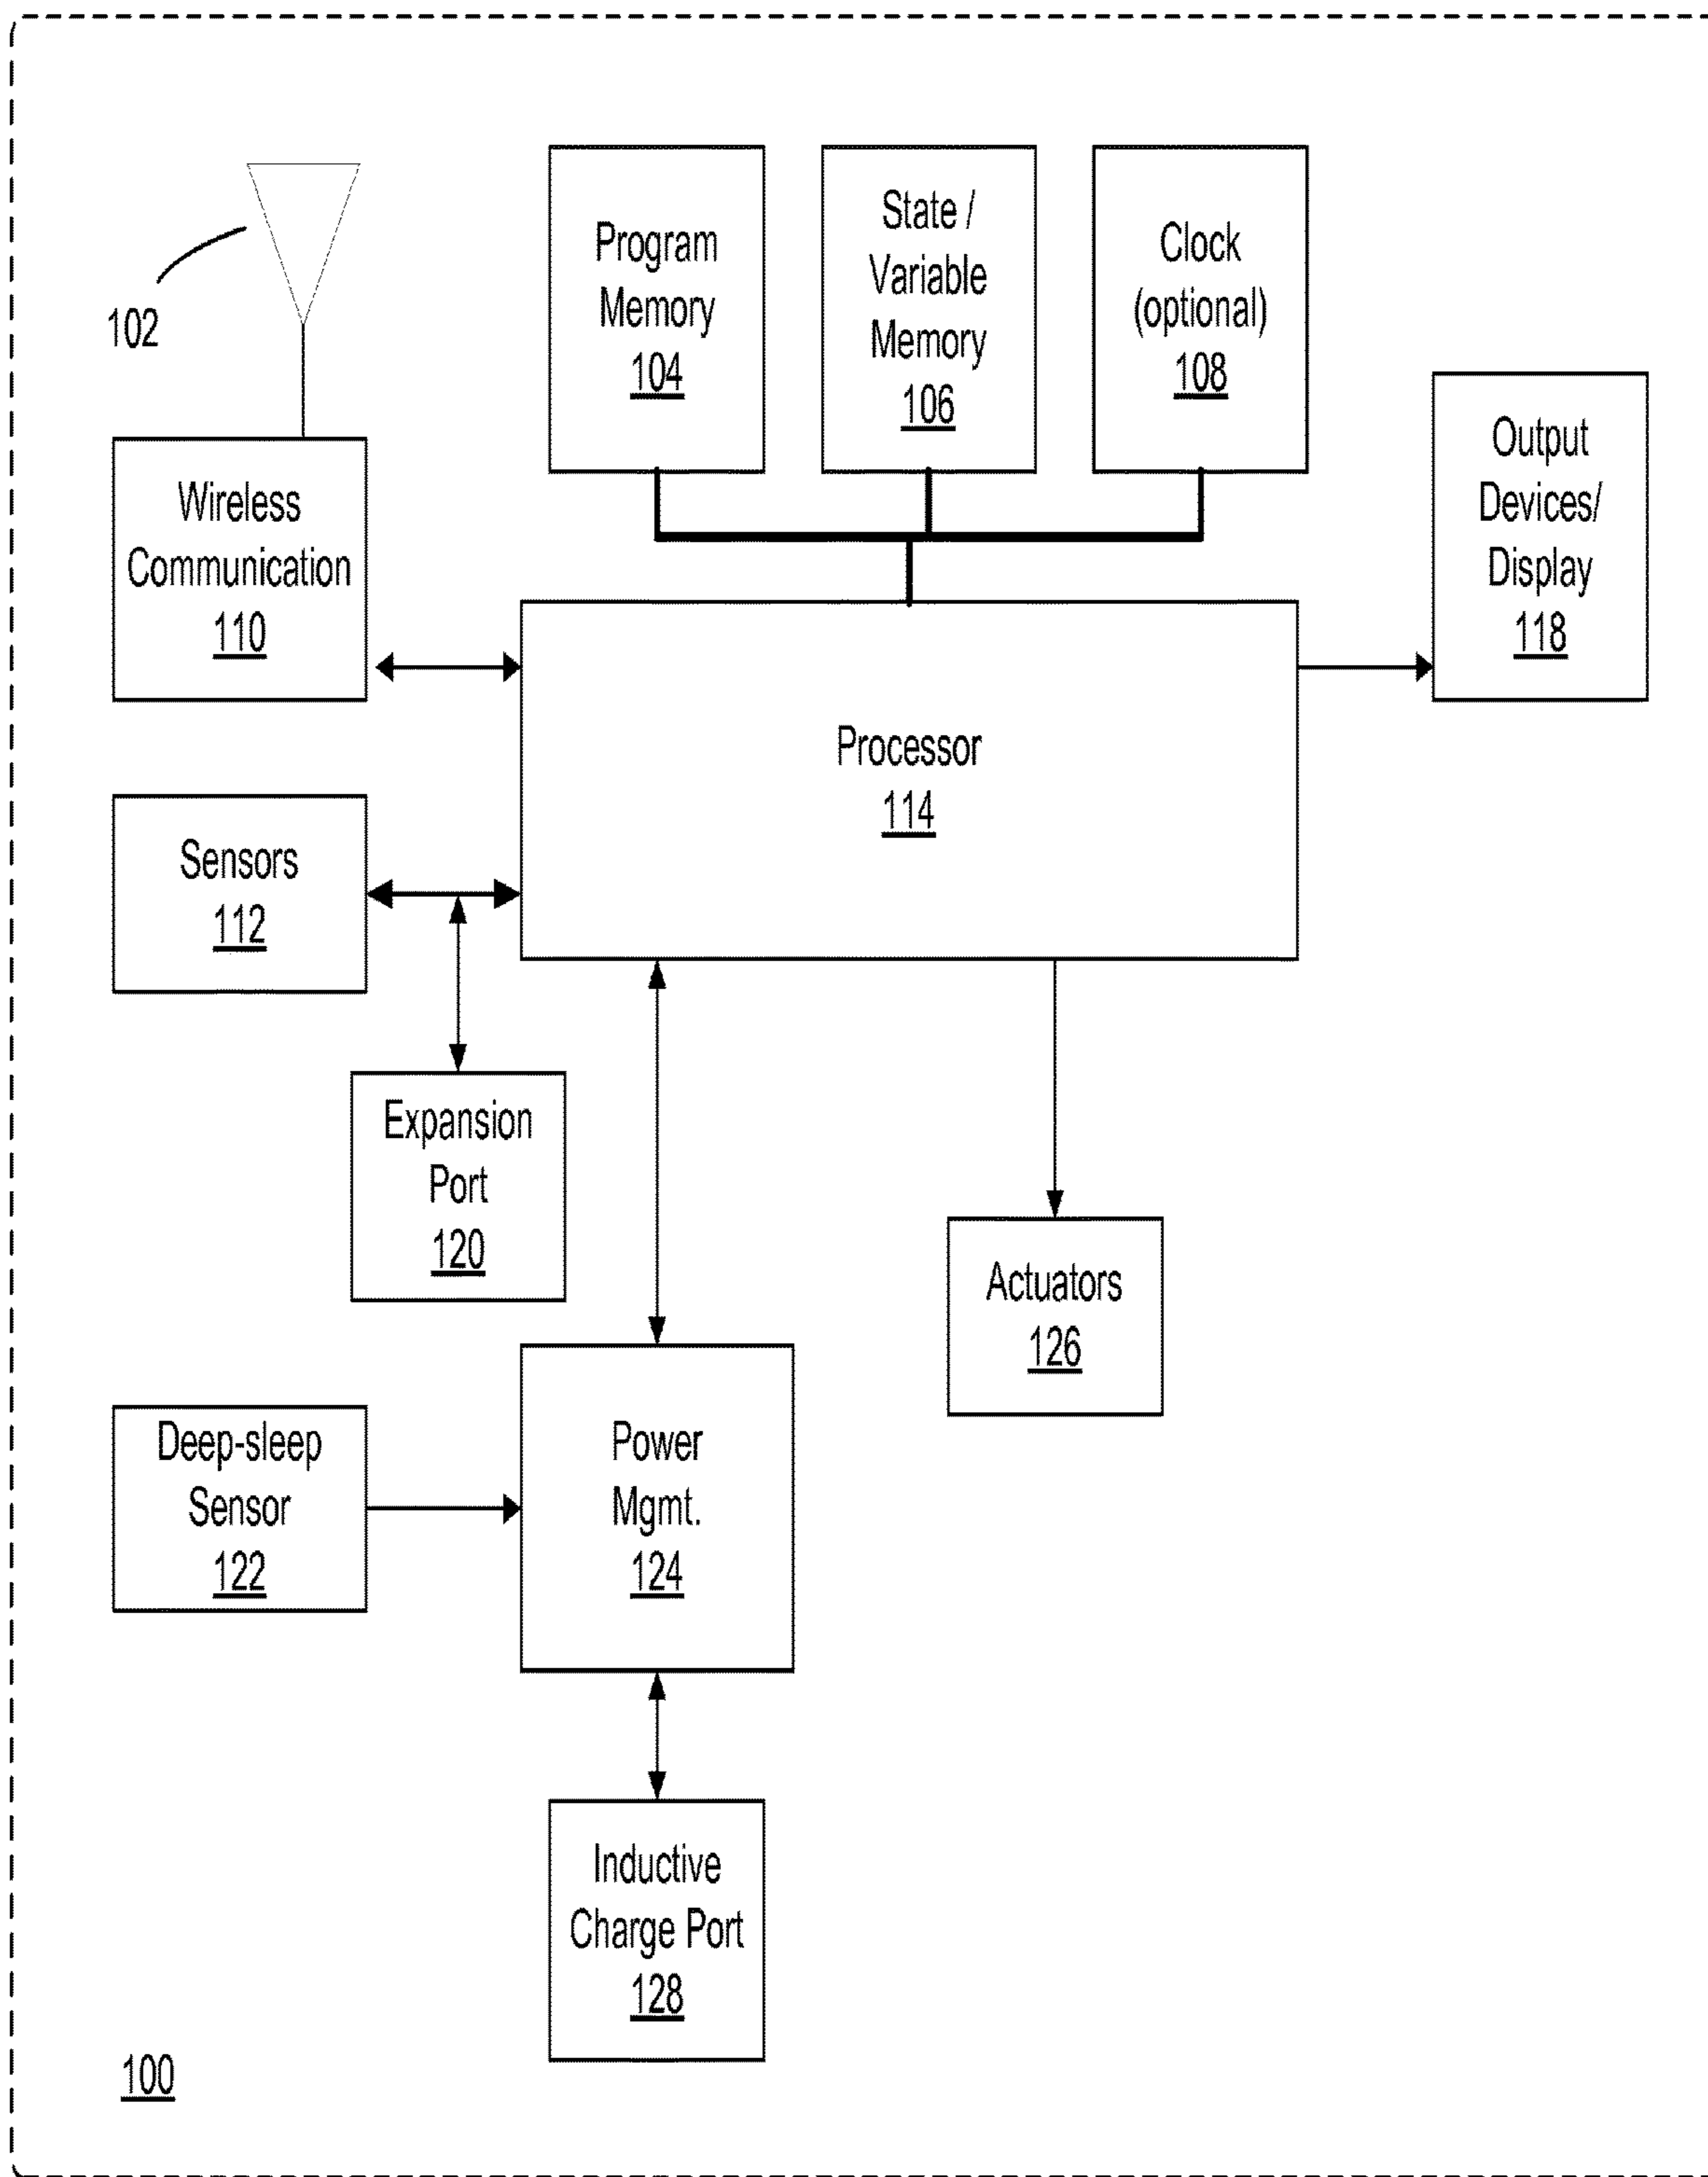 102
Program
Memory
104
State /
Variable
Memory
106
Clock
(optional)
108
Wireless
Communication
110
Output
Devices/
Display
118
Processor
114
Sensors
112
Expansion
Port
120
Actuators
126
Deep-sleep
Sensor
122
Power
Mgmt.
124
Inductive
Charge Port
128
100